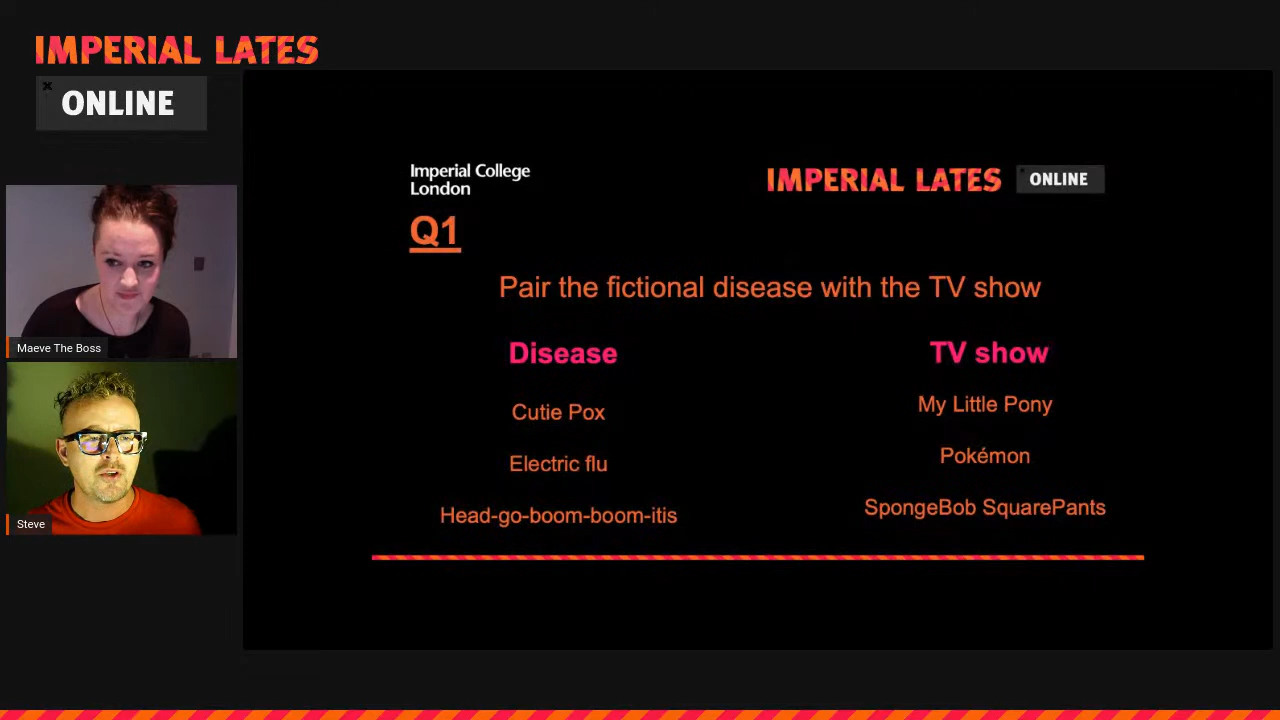 IMPERIAL LATES
ONLINE
Imperial College
London
IMPERIAL LATES ONLINE
Q1
Pair the fictional disease with the TV show
Disease
TV show
Cutie Pox
My Little Pony
Electric flu
Pokémon
Head-go-boom-boom-itis
SpongeBob SquarePants
Maeve The Boss
Steve